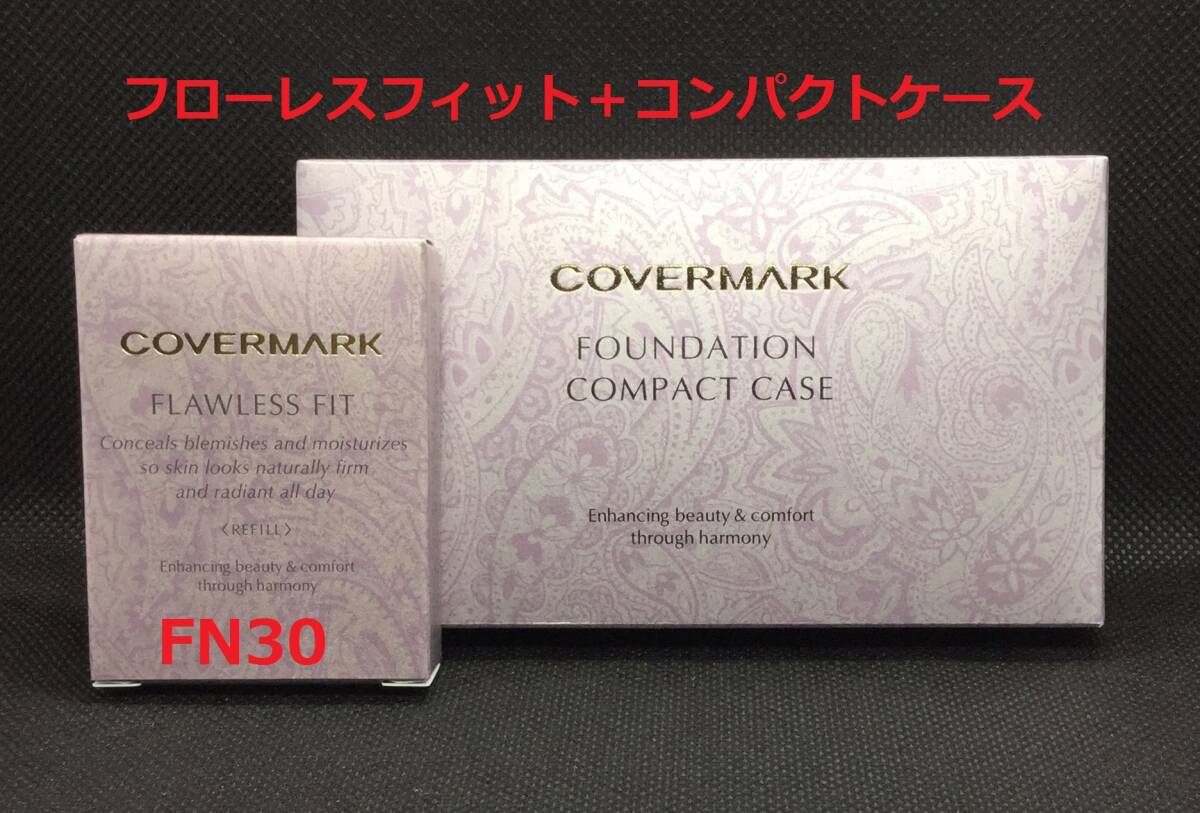 フローレスフィット＋コンパクトケース
COVERMARK
FLAWLESS FIT
Conceals blemishes and moisturizes
so skin looks naturally firm
and radiant all day
〈REFILL〉
Enhancing beauty & comfort
through harmony
FN30
COVERMARK
FOUNDATION
COMPACT CASE
Enhancing beauty & comfort
through harmony